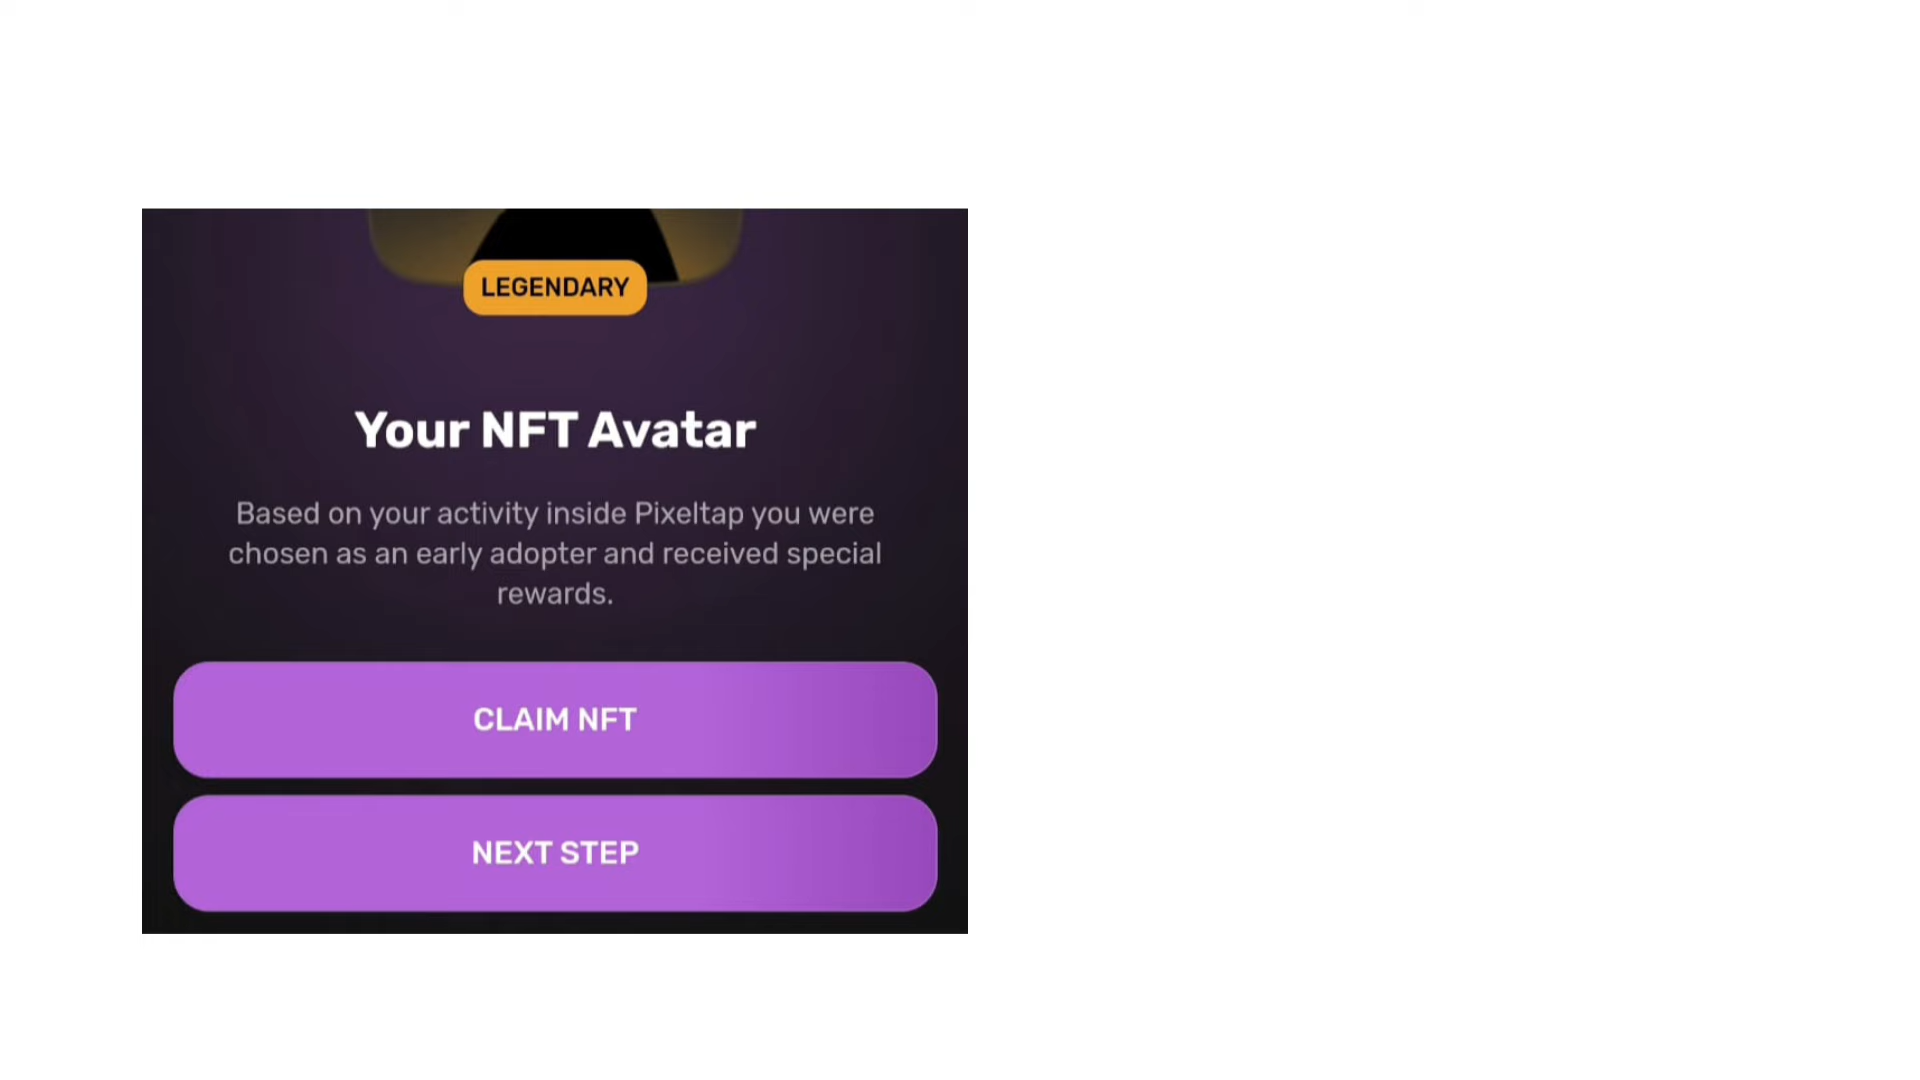 LEGENDARY
Your NFT Avatar
Based on your activity inside Pixeltap you were
chosen as an early adopter and received special
rewards.
CLAIM NFT
NEXT STEP